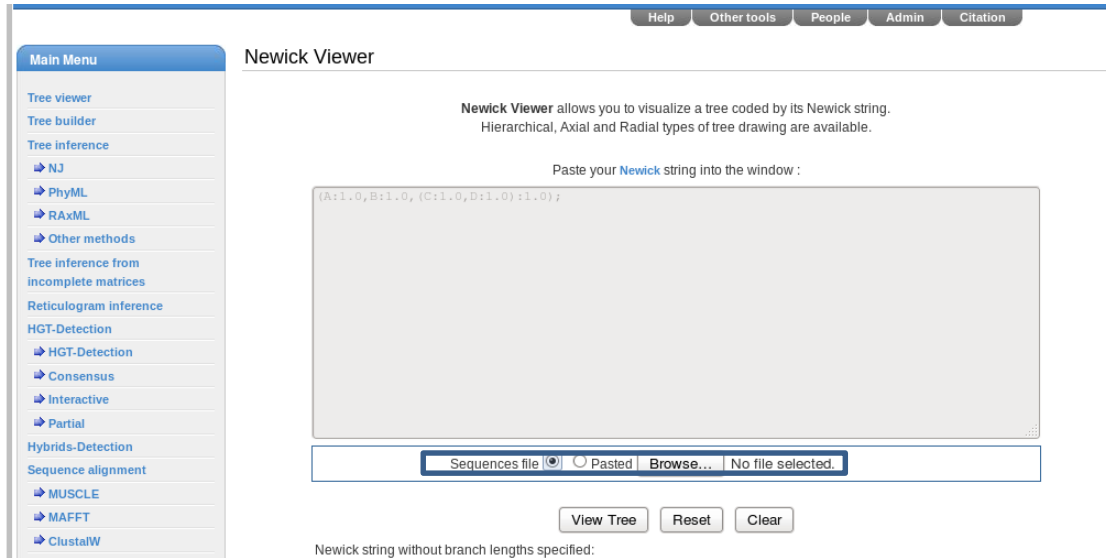 Help Other tools People Admin Citation
Main Menu
Tree viewer
Tree builder
Tree inference
NJ
PhyML
RAxML
Other methods
Tree inference from
incomplete matrices
Reticulogram inference
HGT-Detection
HGT-Detection
Consensus
Interactive
Partial
Hybrids-Detection
Sequence alignment
MUSCLE
MAFFT
ClustalW
Newick Viewer
Newick Viewer allows you to visualize a tree coded by its Newick string.
Hierarchical, Axial and Radial types of tree drawing are available.
Paste your Newick string into the window :
(A:1.0,B:1.0,(C:1.0,D:1.0):1.0);
Sequences file Pasted Browse... No file selected.
View Tree Reset Clear
Newick string without branch lengths specified: